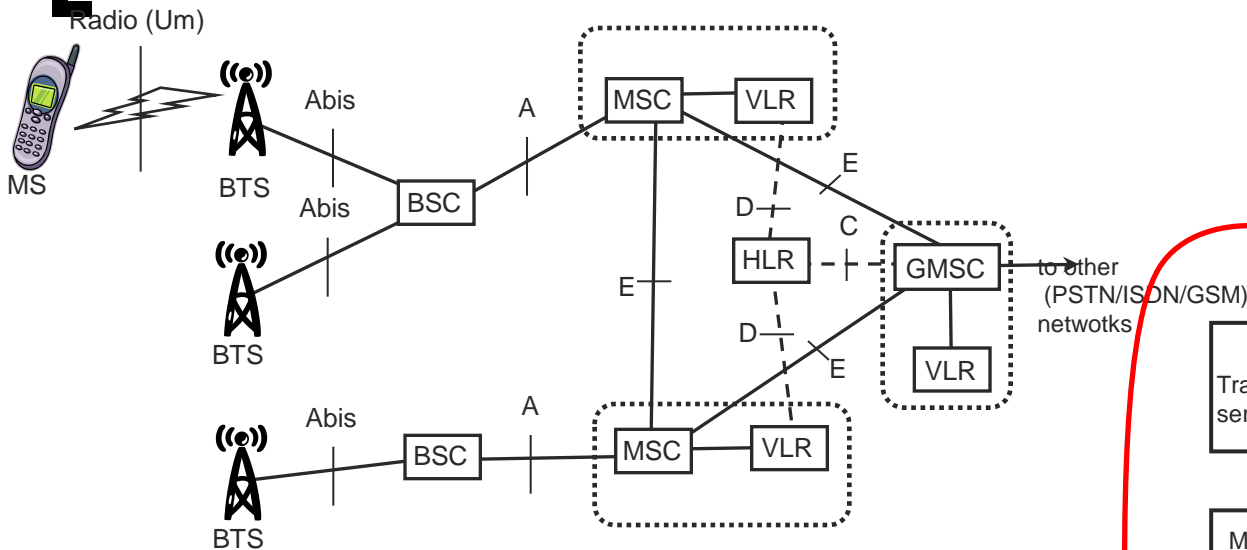 Radio (Um)
MS
BTS
Abis
Abis
BTS
BSC
A
MSC
VLR
E
D
C
HLR
GMSC
E
to other
(PSTN/ISDN/GSM)
netwotks
D
E
VLR
Abis
A
BTS
BSC
MSC
VLR